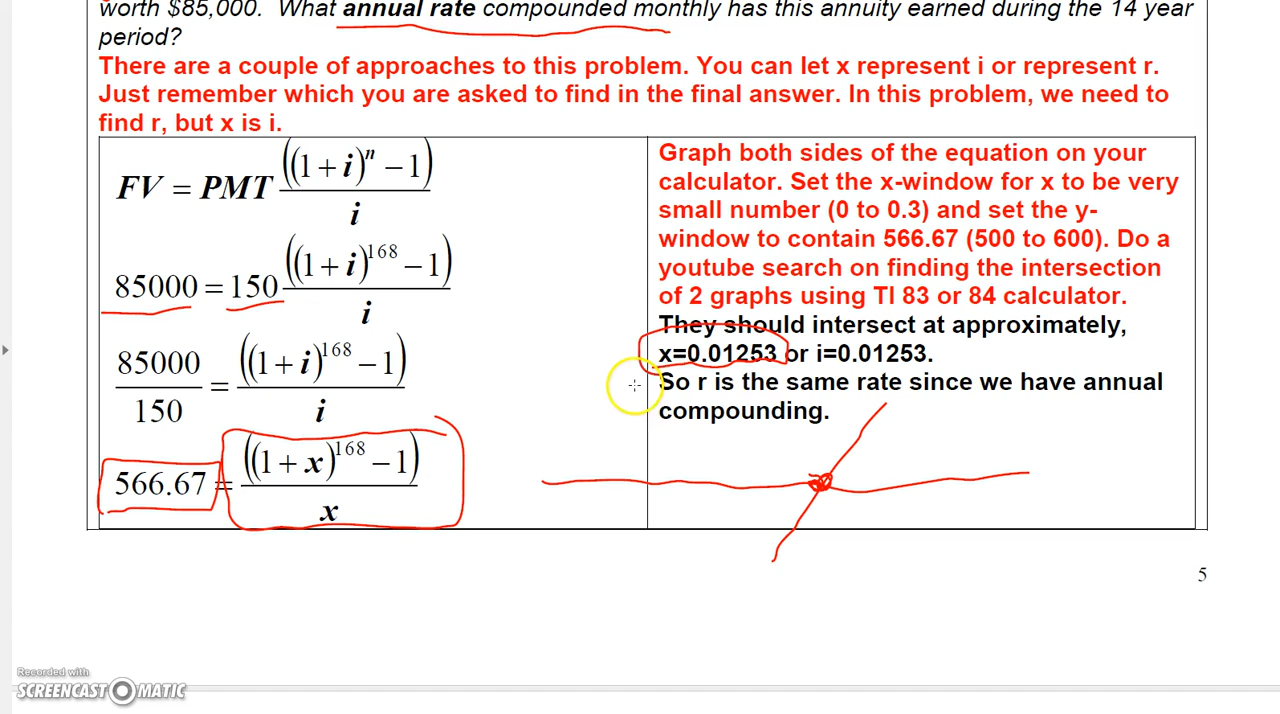 worth $85,000. What annual rate compounded monthly has this annuity earned during the 14 year
period?
There are a couple of approaches to this problem. You can let x represent i or represent r.
Just remember which you are asked to find in the final answer. In this problem, we need to
find r, but x is i.
FV = PMT ((1 + i)^n − 1) / i
85000 = 150 ((1 + i)^168 − 1) / i
85000 / 150 = ((1 + i)^168 − 1) / i
566.67 = ((1 + x)^168 − 1) / x
Graph both sides of the equation on your
calculator. Set the x-window for x to be very
small number (0 to 0.3) and set the y-
window to contain 566.67 (500 to 600). Do a
youtube search on finding the intersection
of 2 graphs using TI 83 or 84 calculator.
They should intersect at approximately,
x=0.01253 or i=0.01253.
So r is the same rate since we have annual
compounding.
5
Recorded with
SCREENCAST MATIC